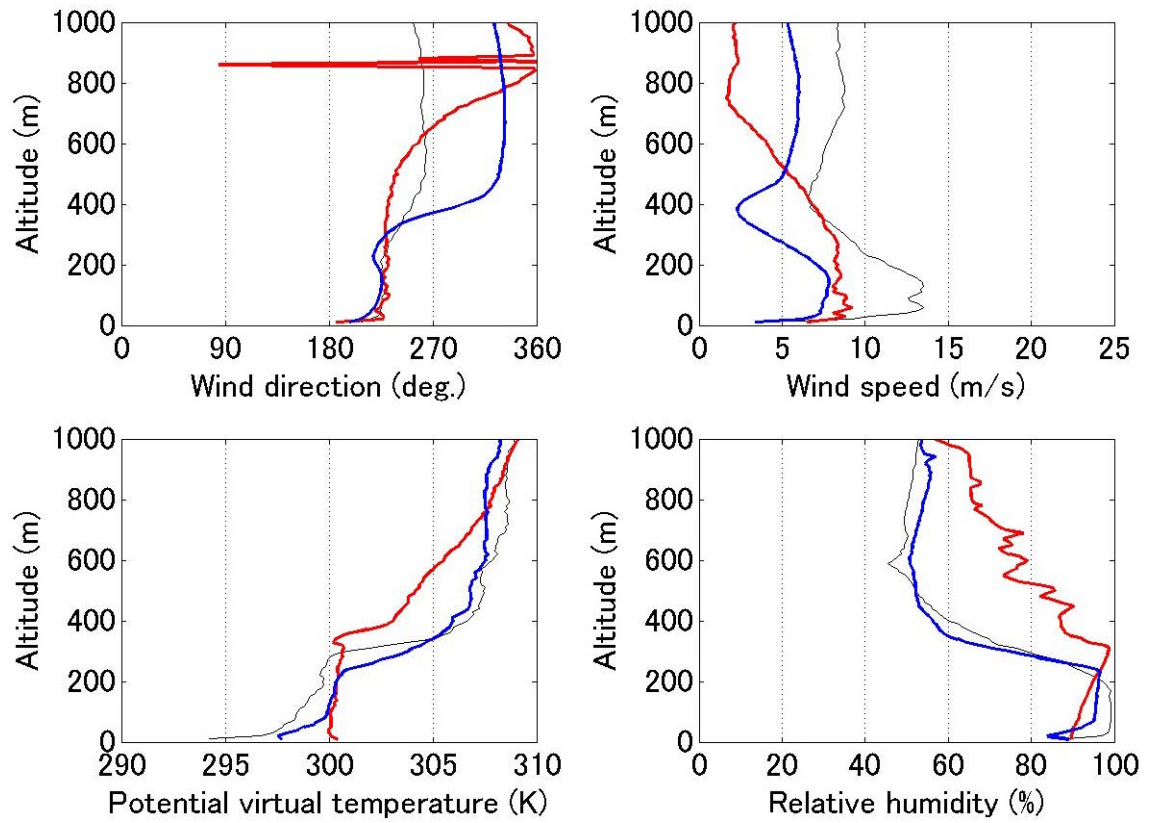 1000
800
600
400
200
0
Altitude (m)
0 90 180 270 360
Wind direction (deg.)
1000
800
600
400
200
0
Altitude (m)
0 5 10 15 20 25
Wind speed (m/s)
1000
800
600
400
200
0
Altitude (m)
290 295 300 305 310
Potential virtual temperature (K)
1000
800
600
400
200
0
Altitude (m)
0 20 40 60 80 100
Relative humidity (%)